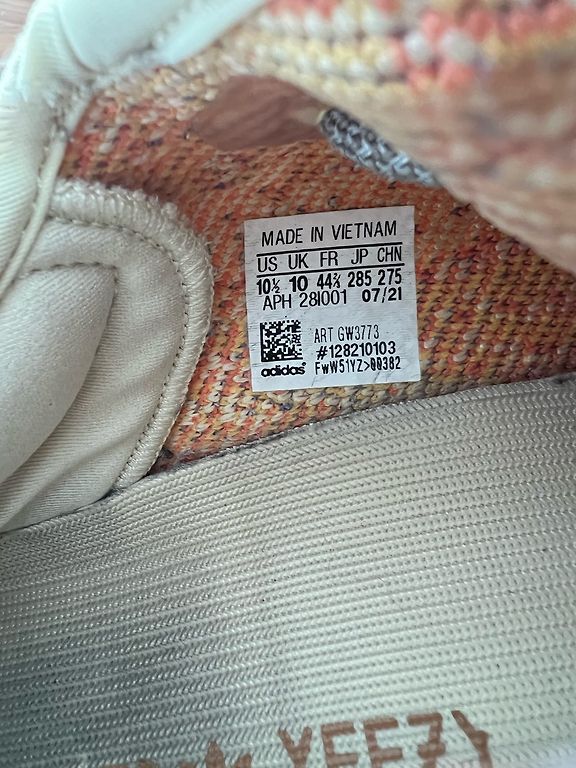 MADE IN VIETNAM
US UK FR JP CHN
10½ 10 44⅔ 285 275
APH 281001 07/21
ART GW3773
#128210103
adidas FwW51YZ>00382
YEEZY